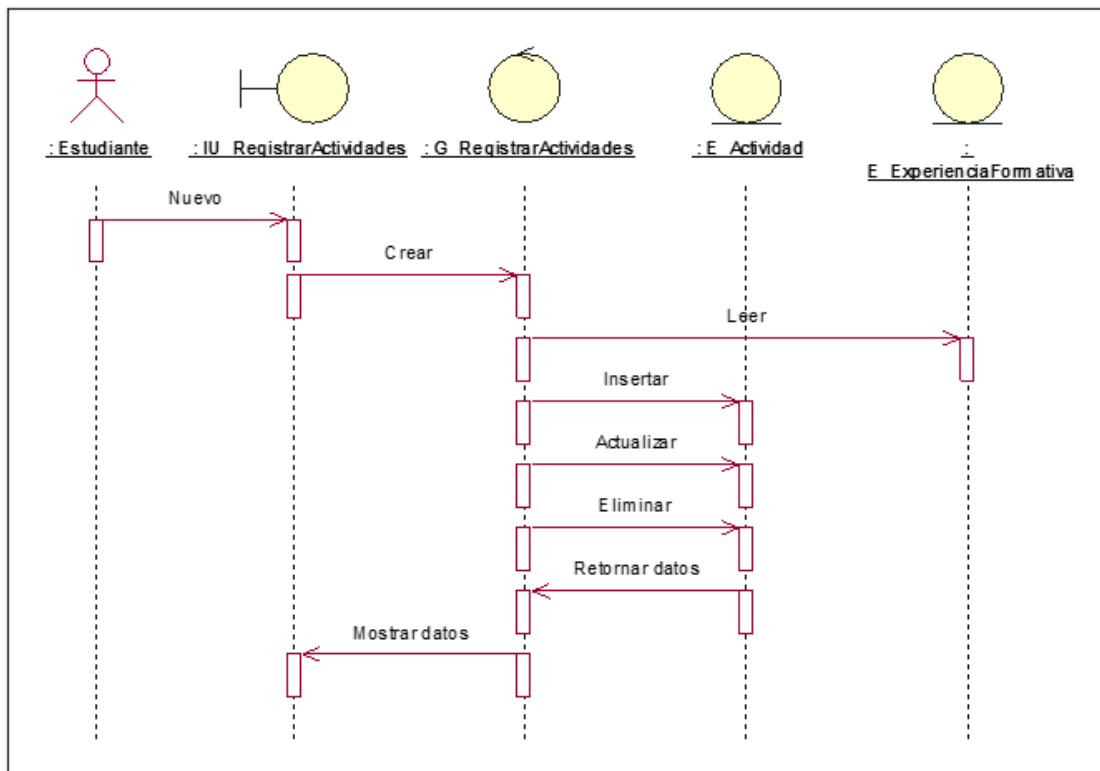 : Estudiante
: IU_RegistrarActividades
: G_RegistrarActividades
: E_Actividad
:
E_ExperienciaFormativa
Nuevo
Crear
Leer
Insertar
Actualizar
Eliminar
Retornar datos
Mostrar datos